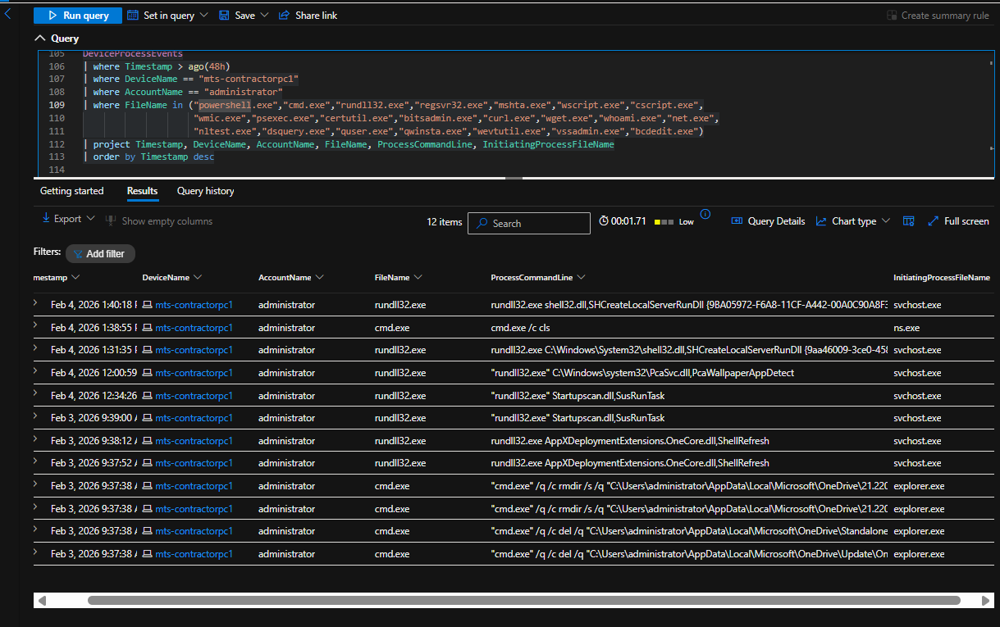 Run query Set in query Save Share link Create summary rule
Query
105 DeviceProcessEvents
106 | where Timestamp > ago(48h)
107 | where DeviceName == "mts-contractorpc1"
108 | where AccountName == "administrator"
109 | where FileName in ("powershell.exe","cmd.exe","rundll32.exe","regsvr32.exe","mshta.exe","wscript.exe","cscript.exe",
110 "wmic.exe","psexec.exe","certutil.exe","bitsadmin.exe","curl.exe","wget.exe","whoami.exe","net.exe",
111 "nltest.exe","dsquery.exe","quser.exe","qwinsta.exe","wevtutil.exe","vssadmin.exe","bcdedit.exe")
112 | project Timestamp, DeviceName, AccountName, FileName, ProcessCommandLine, InitiatingProcessFileName
113 | order by Timestamp desc
114
Getting started Results Query history
Export Show empty columns 12 items Search 00:01.71 Low Query Details Chart type Full screen
Filters: Add filter
mestamp DeviceName AccountName FileName ProcessCommandLine InitiatingProcessFileName
Feb 4, 2026 1:40:18 mts-contractorpc1 administrator rundll32.exe rundll32.exe shell32.dll,SHCreateLocalServerRunDll {9BA05972-F6A8-11CF-A442-00A0C90A8F3 svchost.exe
Feb 4, 2026 1:38:55 mts-contractorpc1 administrator cmd.exe cmd.exe /c cls ns.exe
Feb 4, 2026 1:31:35 mts-contractorpc1 administrator rundll32.exe rundll32.exe C:\Windows\System32\shell32.dll,SHCreateLocalServerRunDll {9aa46009-3ce0-458 svchost.exe
Feb 4, 2026 12:00:59 mts-contractorpc1 administrator rundll32.exe "rundll32.exe" C:\Windows\system32\PcaSvc.dll,PcaWallpaperAppDetect svchost.exe
Feb 4, 2026 12:34:26 mts-contractorpc1 administrator rundll32.exe "rundll32.exe" Startupscan.dll,SusRunTask svchost.exe
Feb 3, 2026 9:39:00 A mts-contractorpc1 administrator rundll32.exe "rundll32.exe" Startupscan.dll,SusRunTask svchost.exe
Feb 3, 2026 9:38:12 A mts-contractorpc1 administrator rundll32.exe rundll32.exe AppXDeploymentExtensions.OneCore.dll,ShellRefresh svchost.exe
Feb 3, 2026 9:37:52 A mts-contractorpc1 administrator rundll32.exe rundll32.exe AppXDeploymentExtensions.OneCore.dll,ShellRefresh svchost.exe
Feb 3, 2026 9:37:38 A mts-contractorpc1 administrator cmd.exe "cmd.exe" /q /c rmdir /s /q "C:\Users\administrator\AppData\Local\Microsoft\OneDrive\21.220 explorer.exe
Feb 3, 2026 9:37:38 A mts-contractorpc1 administrator cmd.exe "cmd.exe" /q /c rmdir /s /q "C:\Users\administrator\AppData\Local\Microsoft\OneDrive\21.220 explorer.exe
Feb 3, 2026 9:37:38 A mts-contractorpc1 administrator cmd.exe "cmd.exe" /q /c del /q "C:\Users\administrator\AppData\Local\Microsoft\OneDrive\Standalone explorer.exe
Feb 3, 2026 9:37:38 A mts-contractorpc1 administrator cmd.exe "cmd.exe" /q /c del /q "C:\Users\administrator\AppData\Local\Microsoft\OneDrive\Update\On explorer.exe